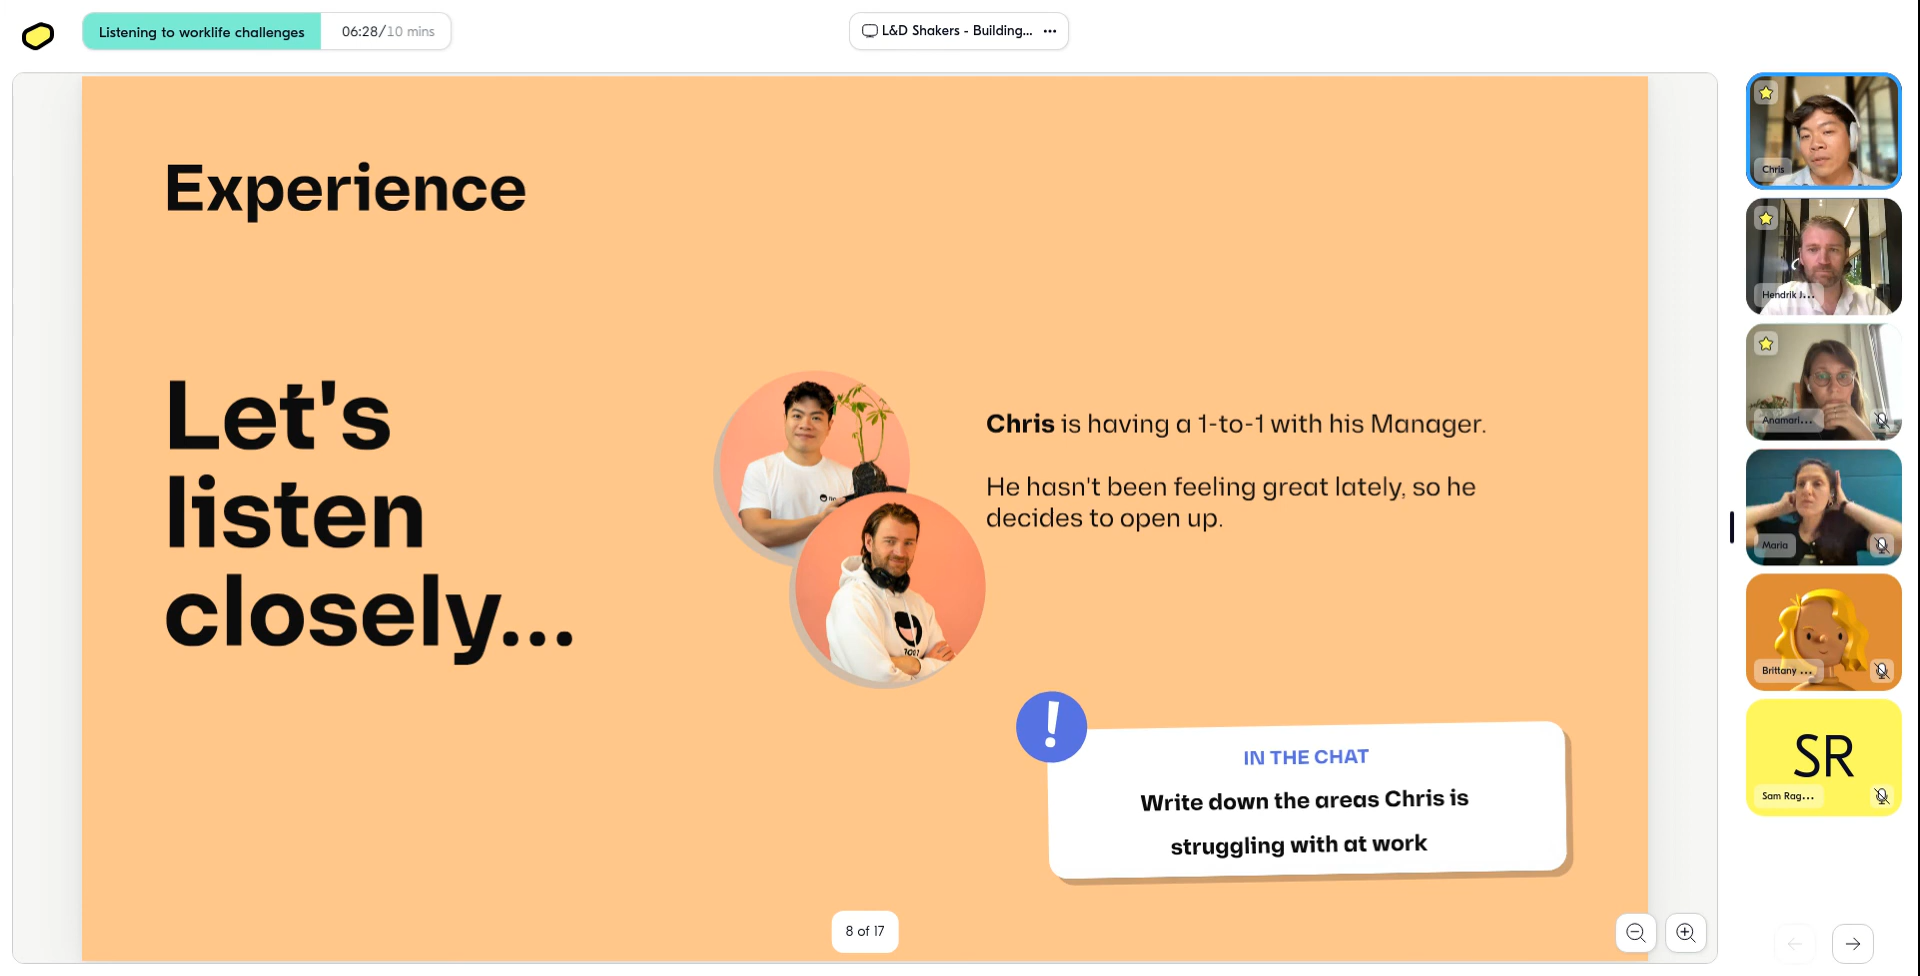 Listening to worklife challenges
06:28/10 mins
L&D Shakers - Building...
Experience
Let's
listen
closely...
Chris is having a 1-to-1 with his Manager.
He hasn't been feeling great lately, so he
decides to open up.
!
IN THE CHAT
Write down the areas Chris is
struggling with at work
8 of 17
Chris
Hendrik J...
Anamari...
Maria
Brittany ...
SR
Sam Rag...